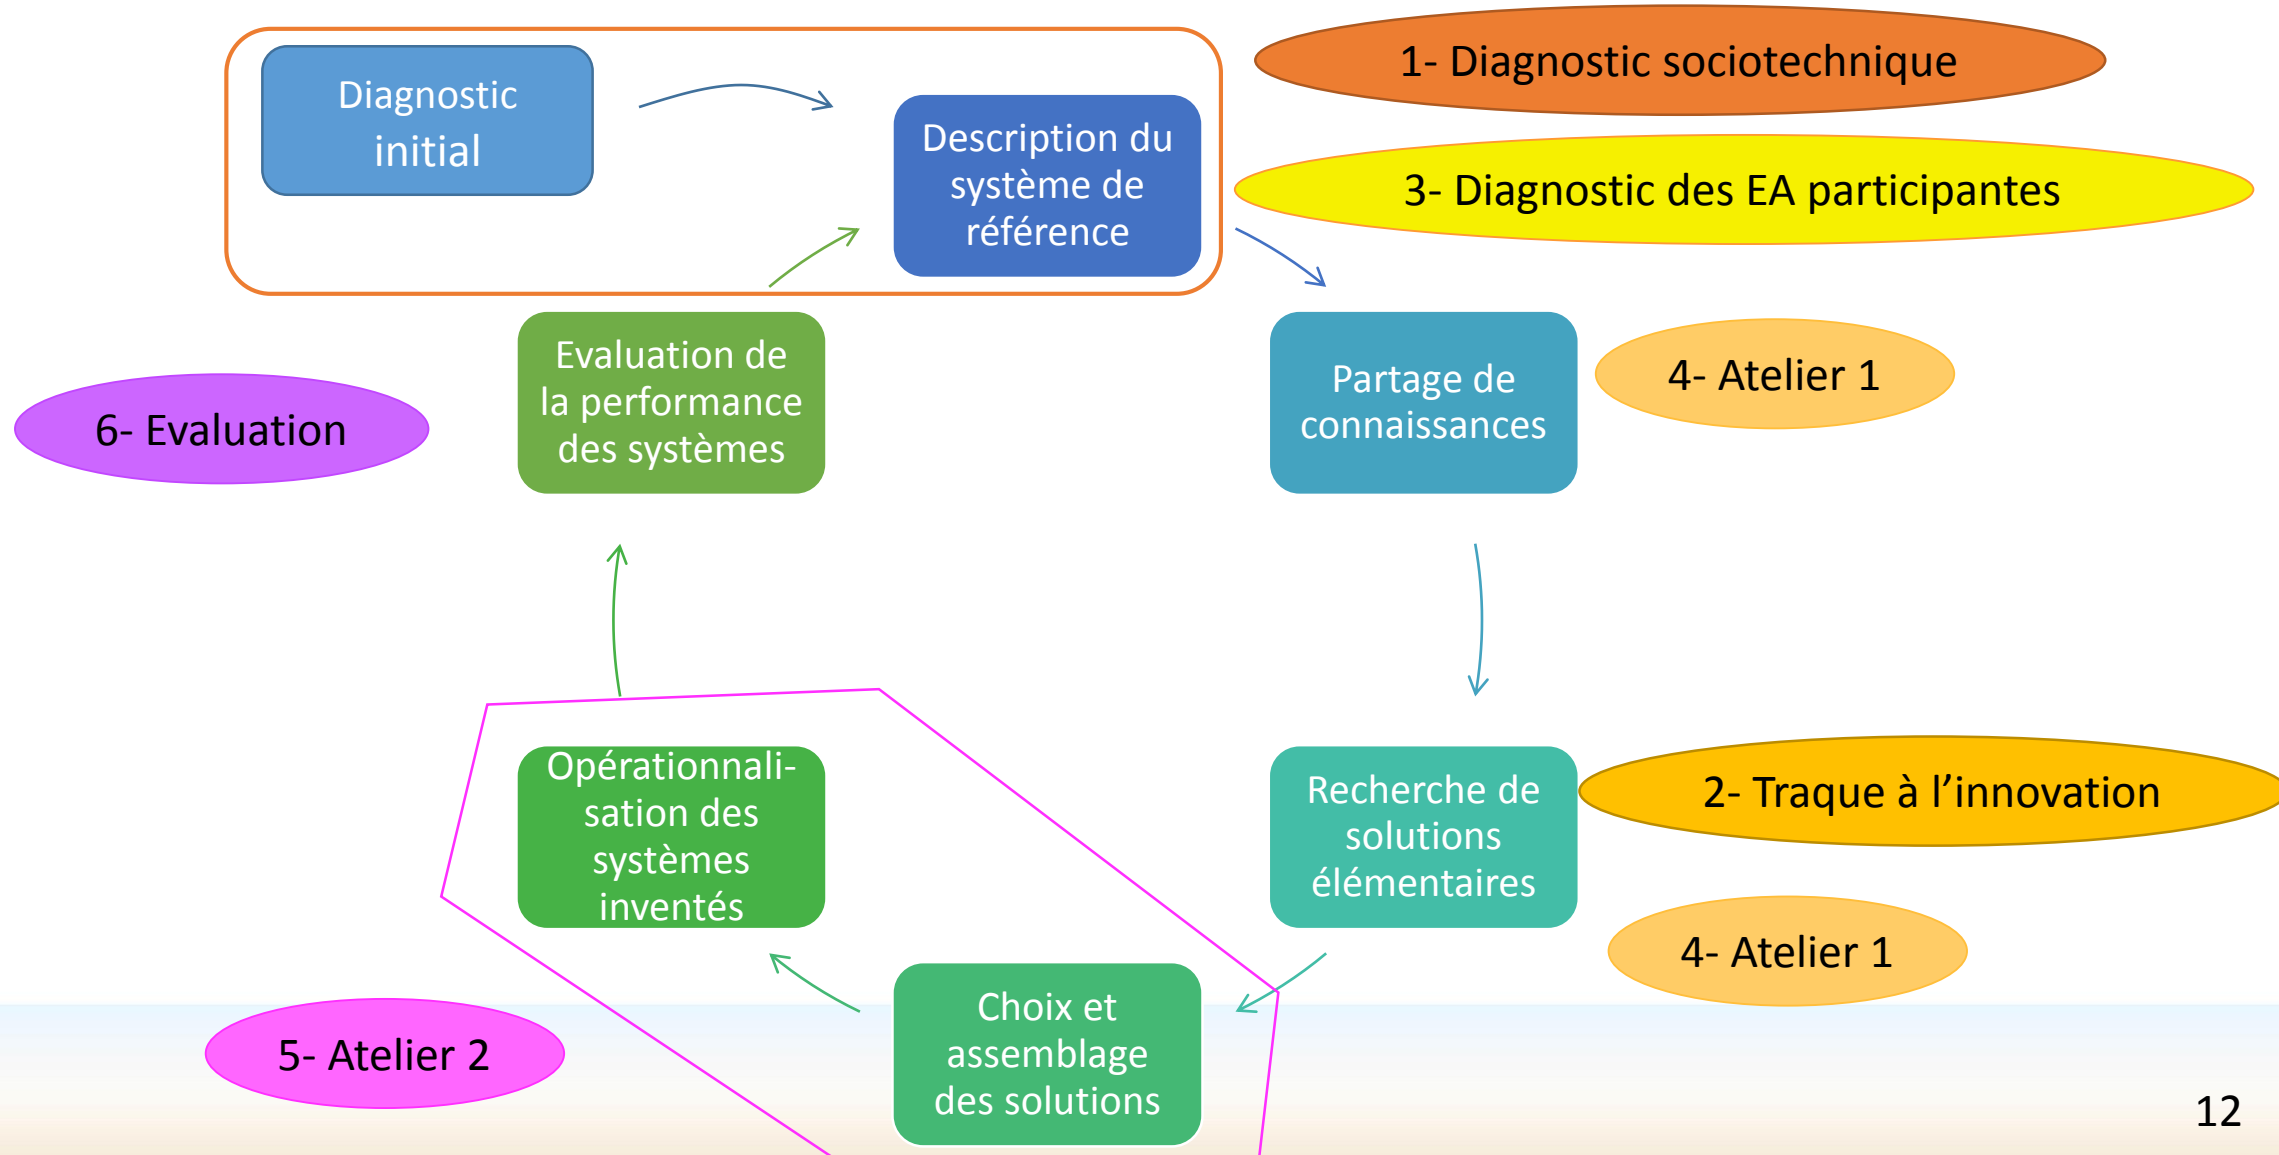 Diagnostic
initial
Description du
système de
référence
1- Diagnostic sociotechnique
3- Diagnostic des EA participantes
Evaluation de
la performance
des systèmes
6- Evaluation
Partage de
connaissances
4- Atelier 1
Opérationnali-
sation des
systèmes
inventés
Recherche de
solutions
élémentaires
2- Traque à l’innovation
4- Atelier 1
Choix et
assemblage
des solutions
5- Atelier 2
12